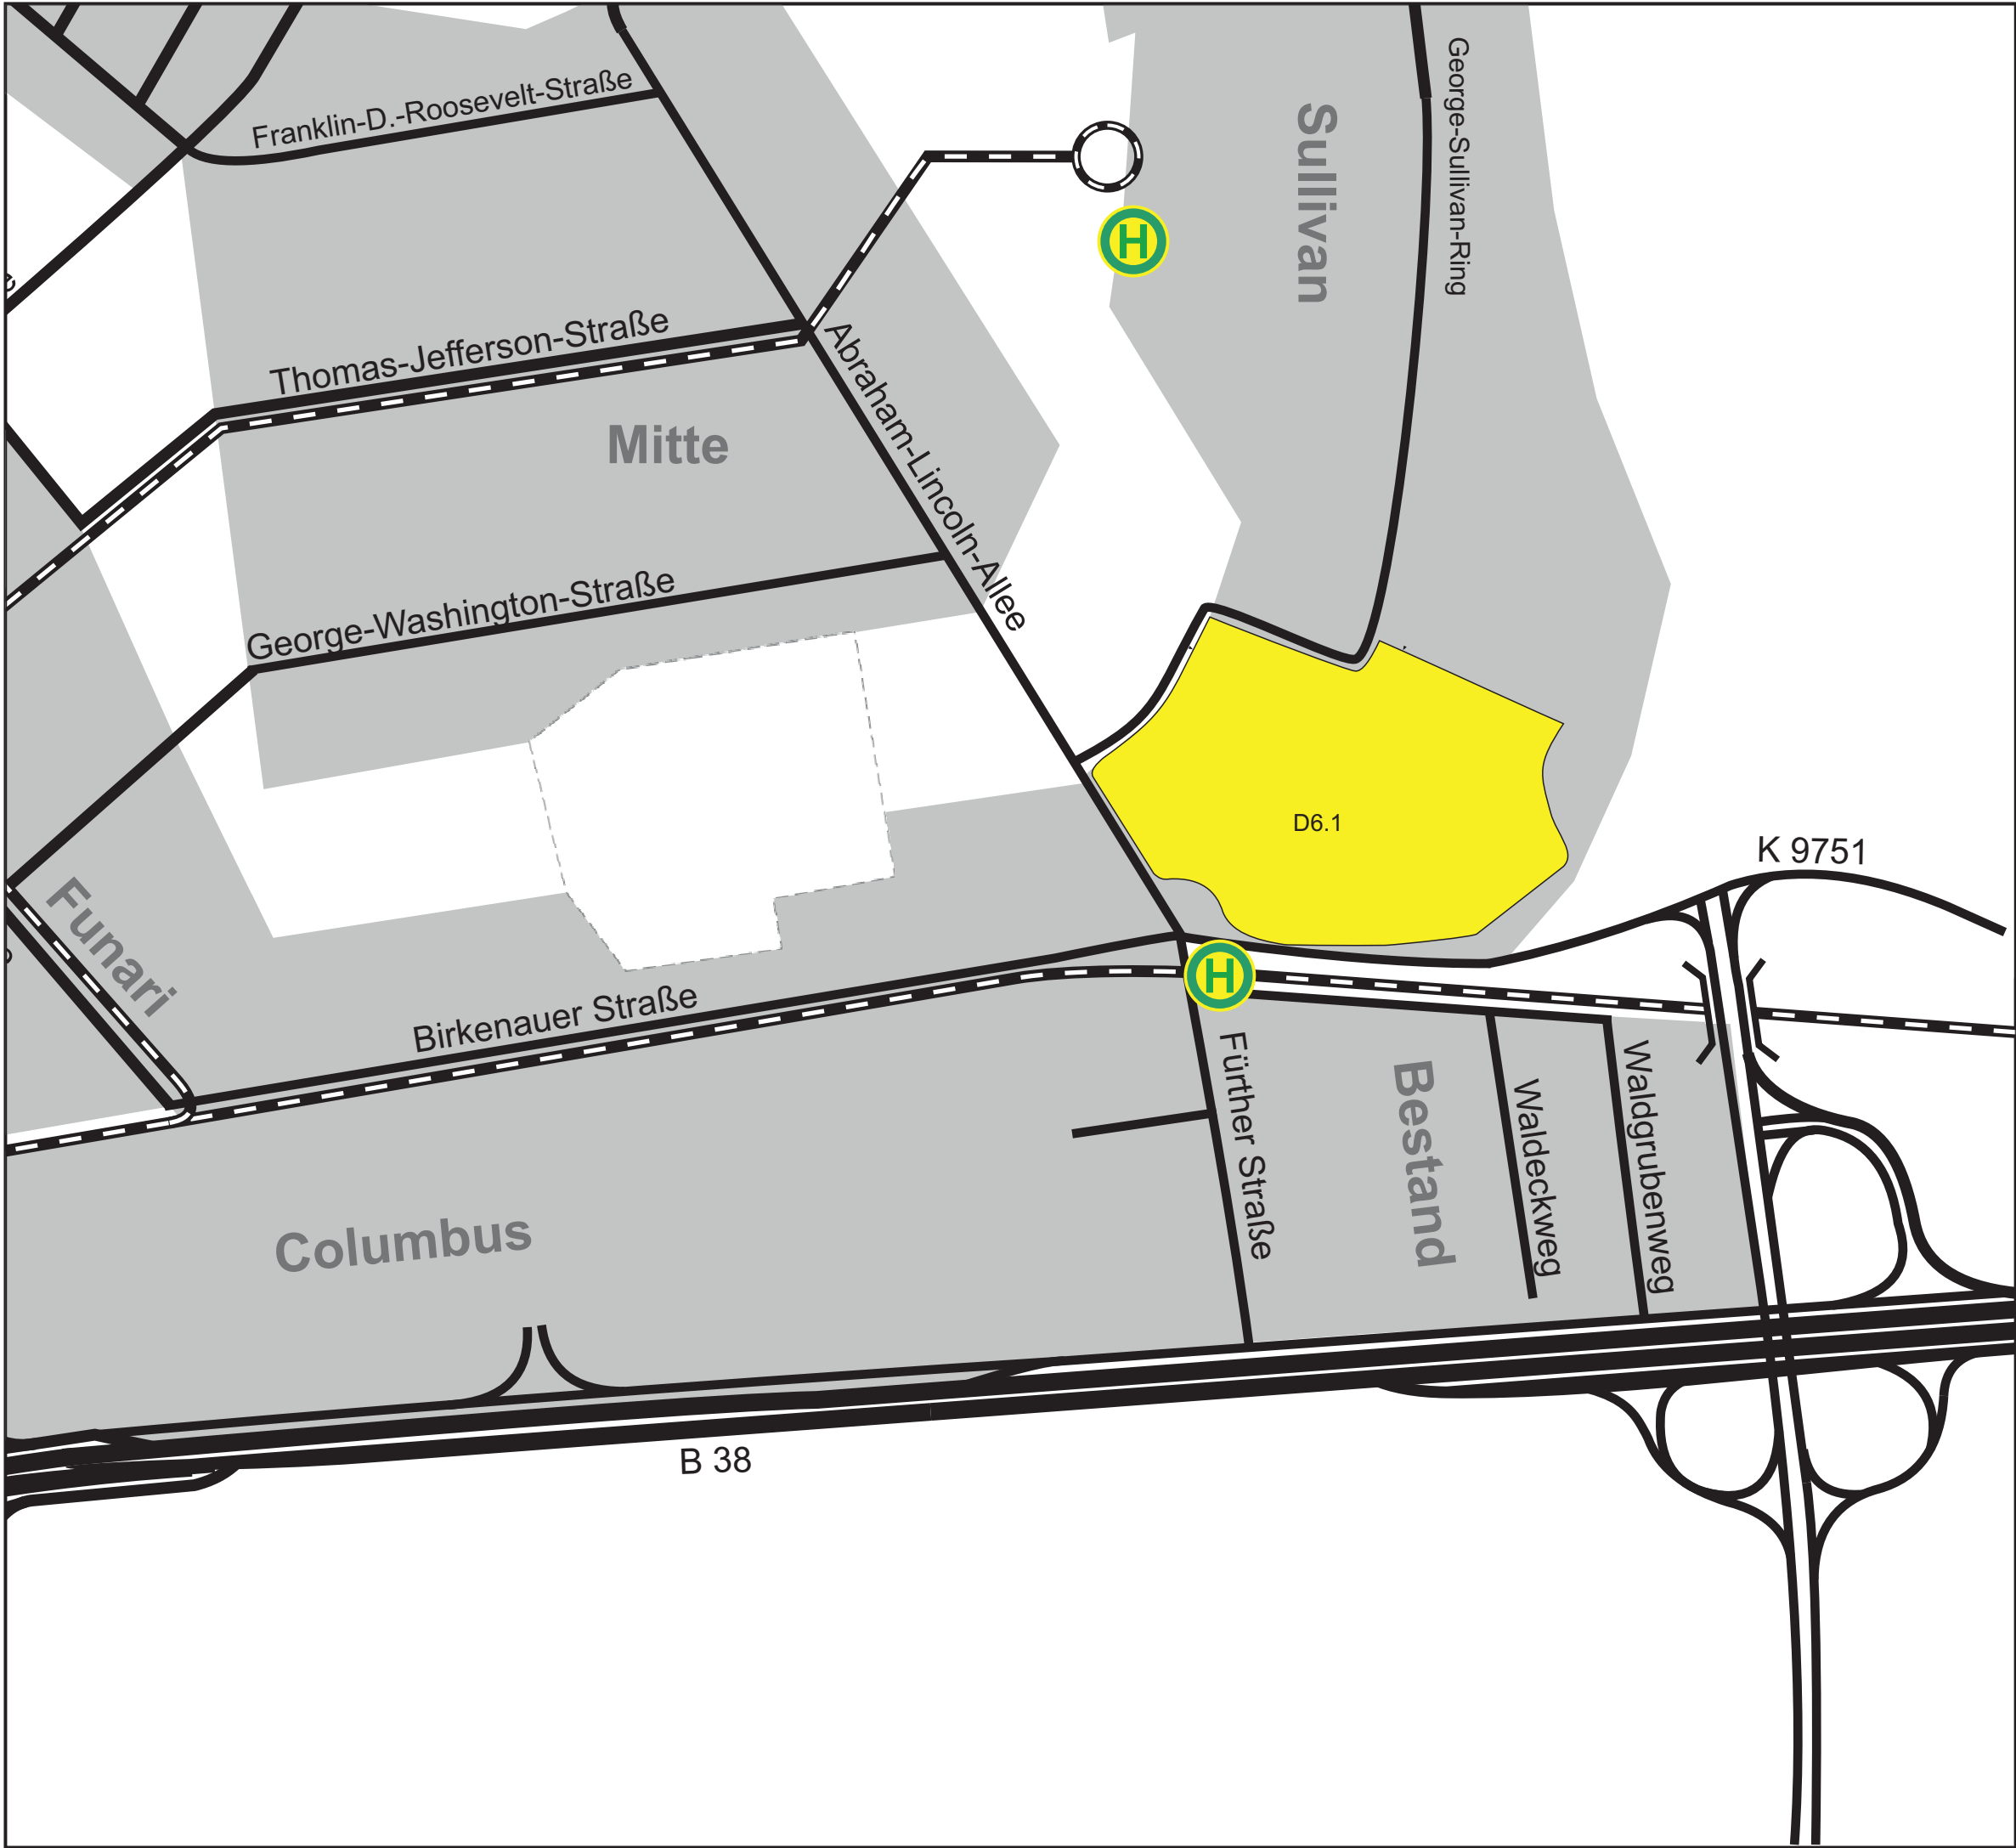 Franklin-D.-Roosevelt-Straße
Sullivan
George-Sullivan-Ring
H
Thomas-Jefferson-Straße
Abraham-Lincoln-Allee
Mitte
George-Washington-Straße
D6.1
K 9751
Funari
H
Birkenauer Straße
Fürther Straße
Bestand
Waldeckweg
Waldgrubenweg
Columbus
B 38